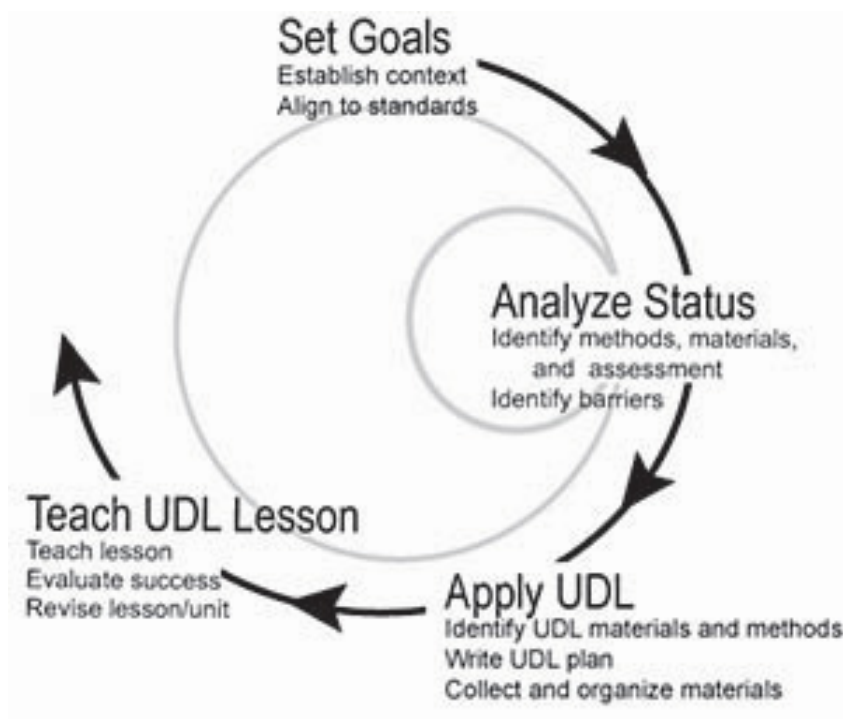 Set Goals
Establish context
Align to standards
Analyze Status
Identify methods, materials,
and assessment
Identify barriers
Apply UDL
Identify UDL materials and methods
Write UDL plan
Collect and organize materials
Teach UDL Lesson
Teach lesson
Evaluate success
Revise lesson/unit